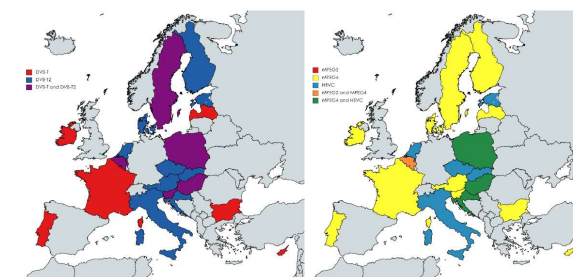 DVB-T
DVB-T2
DVB-T and DVB-T2
MPEG2
MPEG4
HEVC
MPEG2 and MPEG4
MPEG4 and HEVC